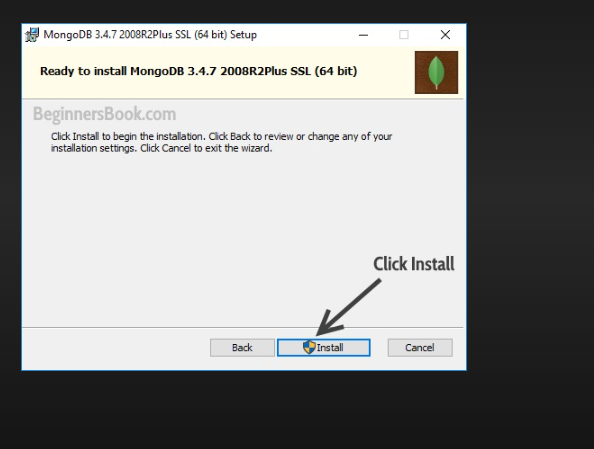 MongoDB 3.4.7 2008R2Plus SSL (64 bit) Setup
Ready to install MongoDB 3.4.7 2008R2Plus SSL (64 bit)
BeginnersBook.com
Click Install to begin the installation. Click Back to review or change any of your
installation settings. Click Cancel to exit the wizard.
Click Install
Back Install Cancel